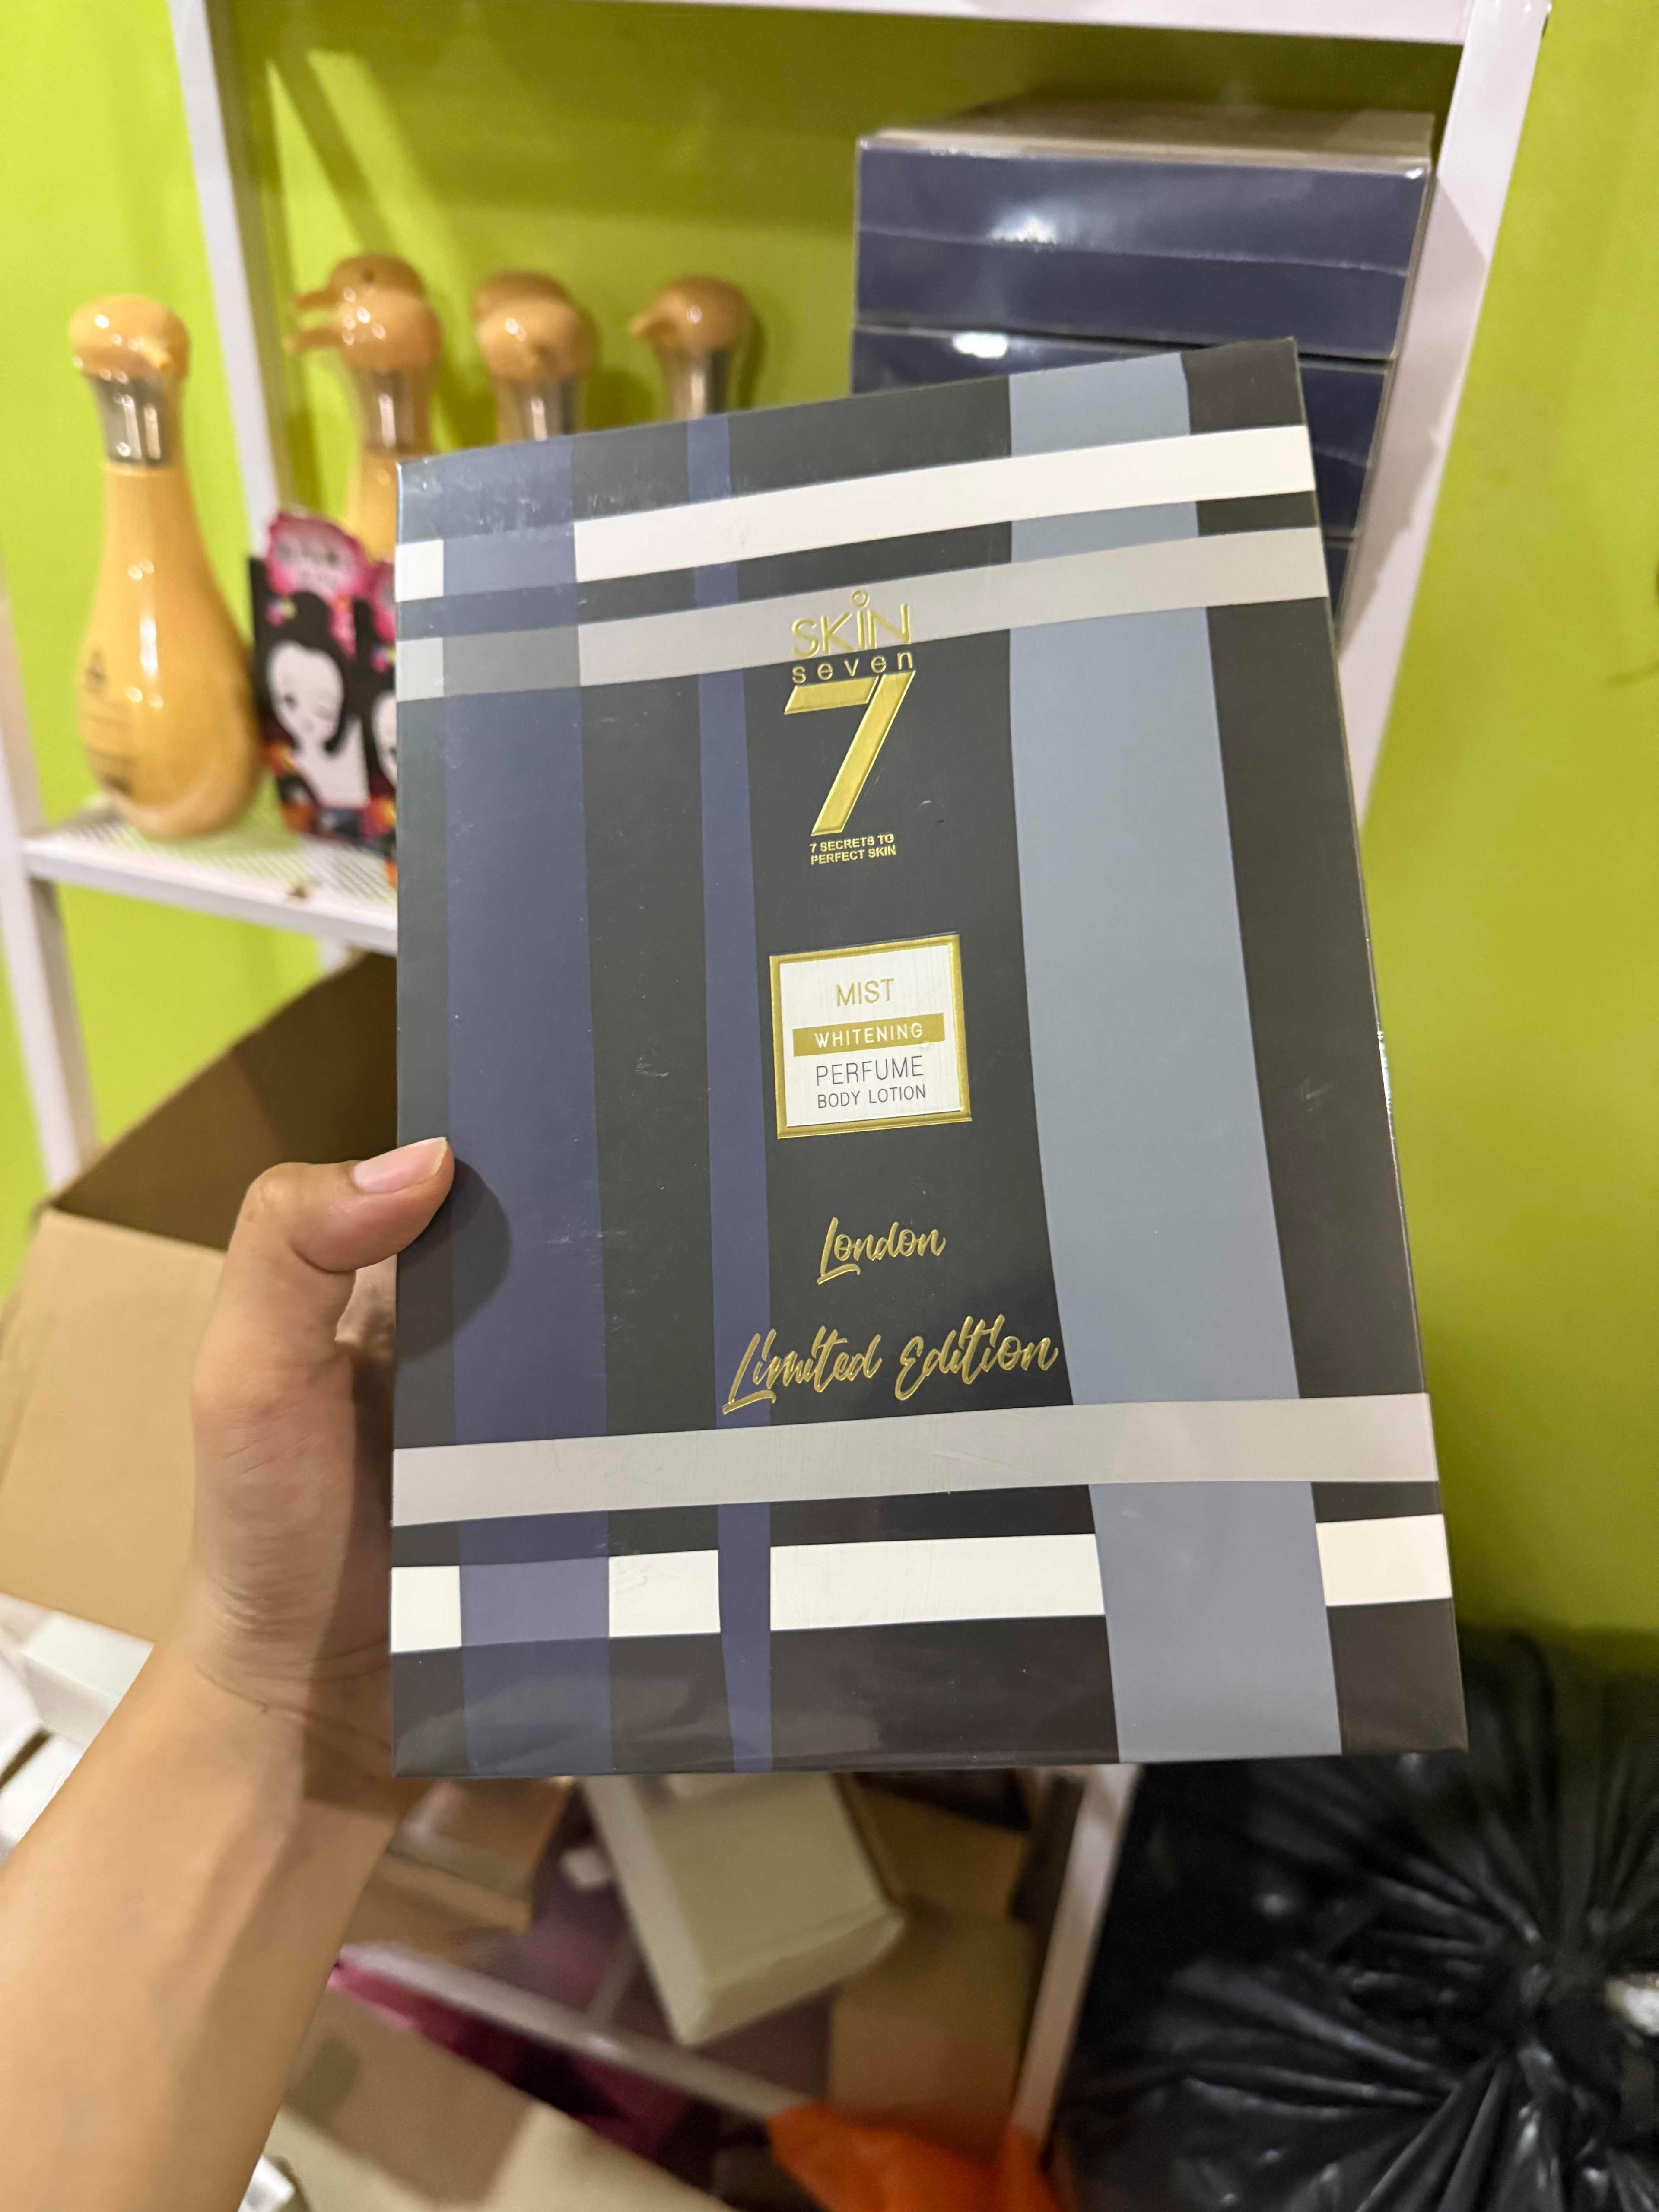 SKIN
seven
7
7 SECRETS TO
PERFECT SKIN
MIST
WHITENING
PERFUME
BODY LOTION
London
Limited Edition